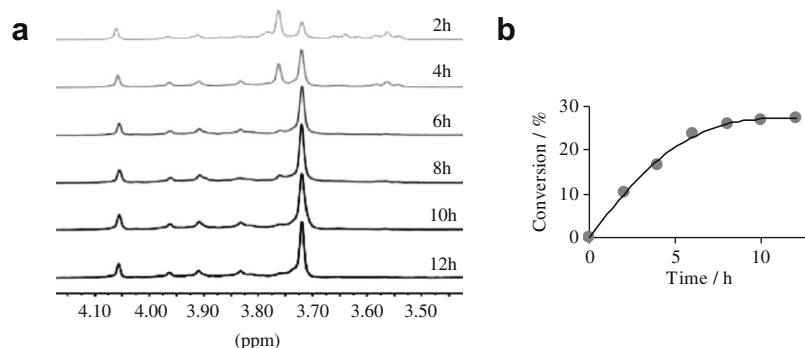 a
2h
4h
6h
8h
10h
12h
4.10 4.00 3.90 3.80 3.70 3.60 3.50
(ppm)
b
Conversion / %
30
20
10
0
0 5 10
Time / h